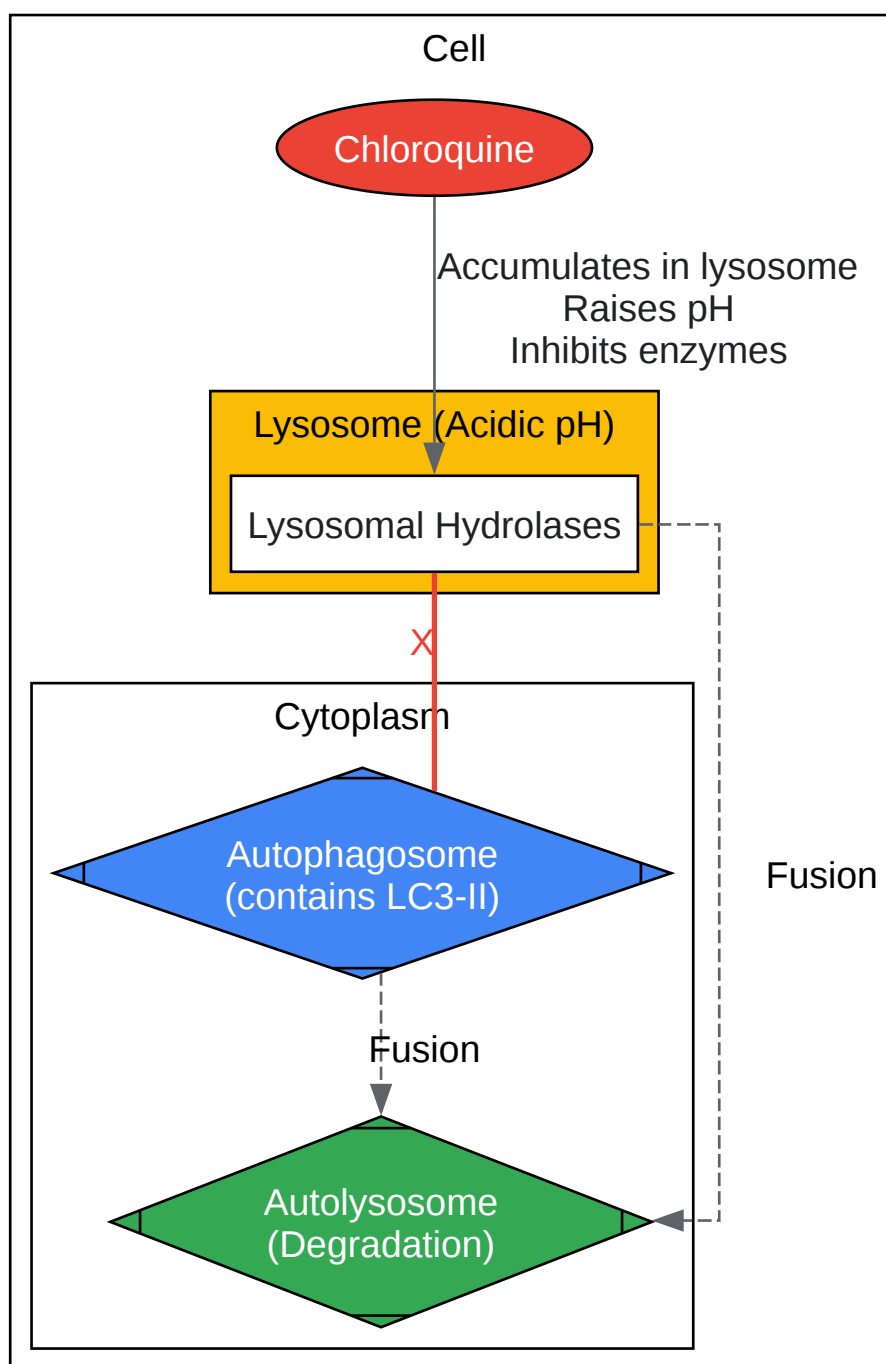 Cell
Chloroquine
Accumulates in lysosome
Raises pH
Inhibits enzymes
Lysosome (Acidic pH)
Lysosomal Hydrolases
X
Cytoplasm
Autophagosome
(contains LC3-II)
Fusion
Fusion
Autolysosome
(Degradation)